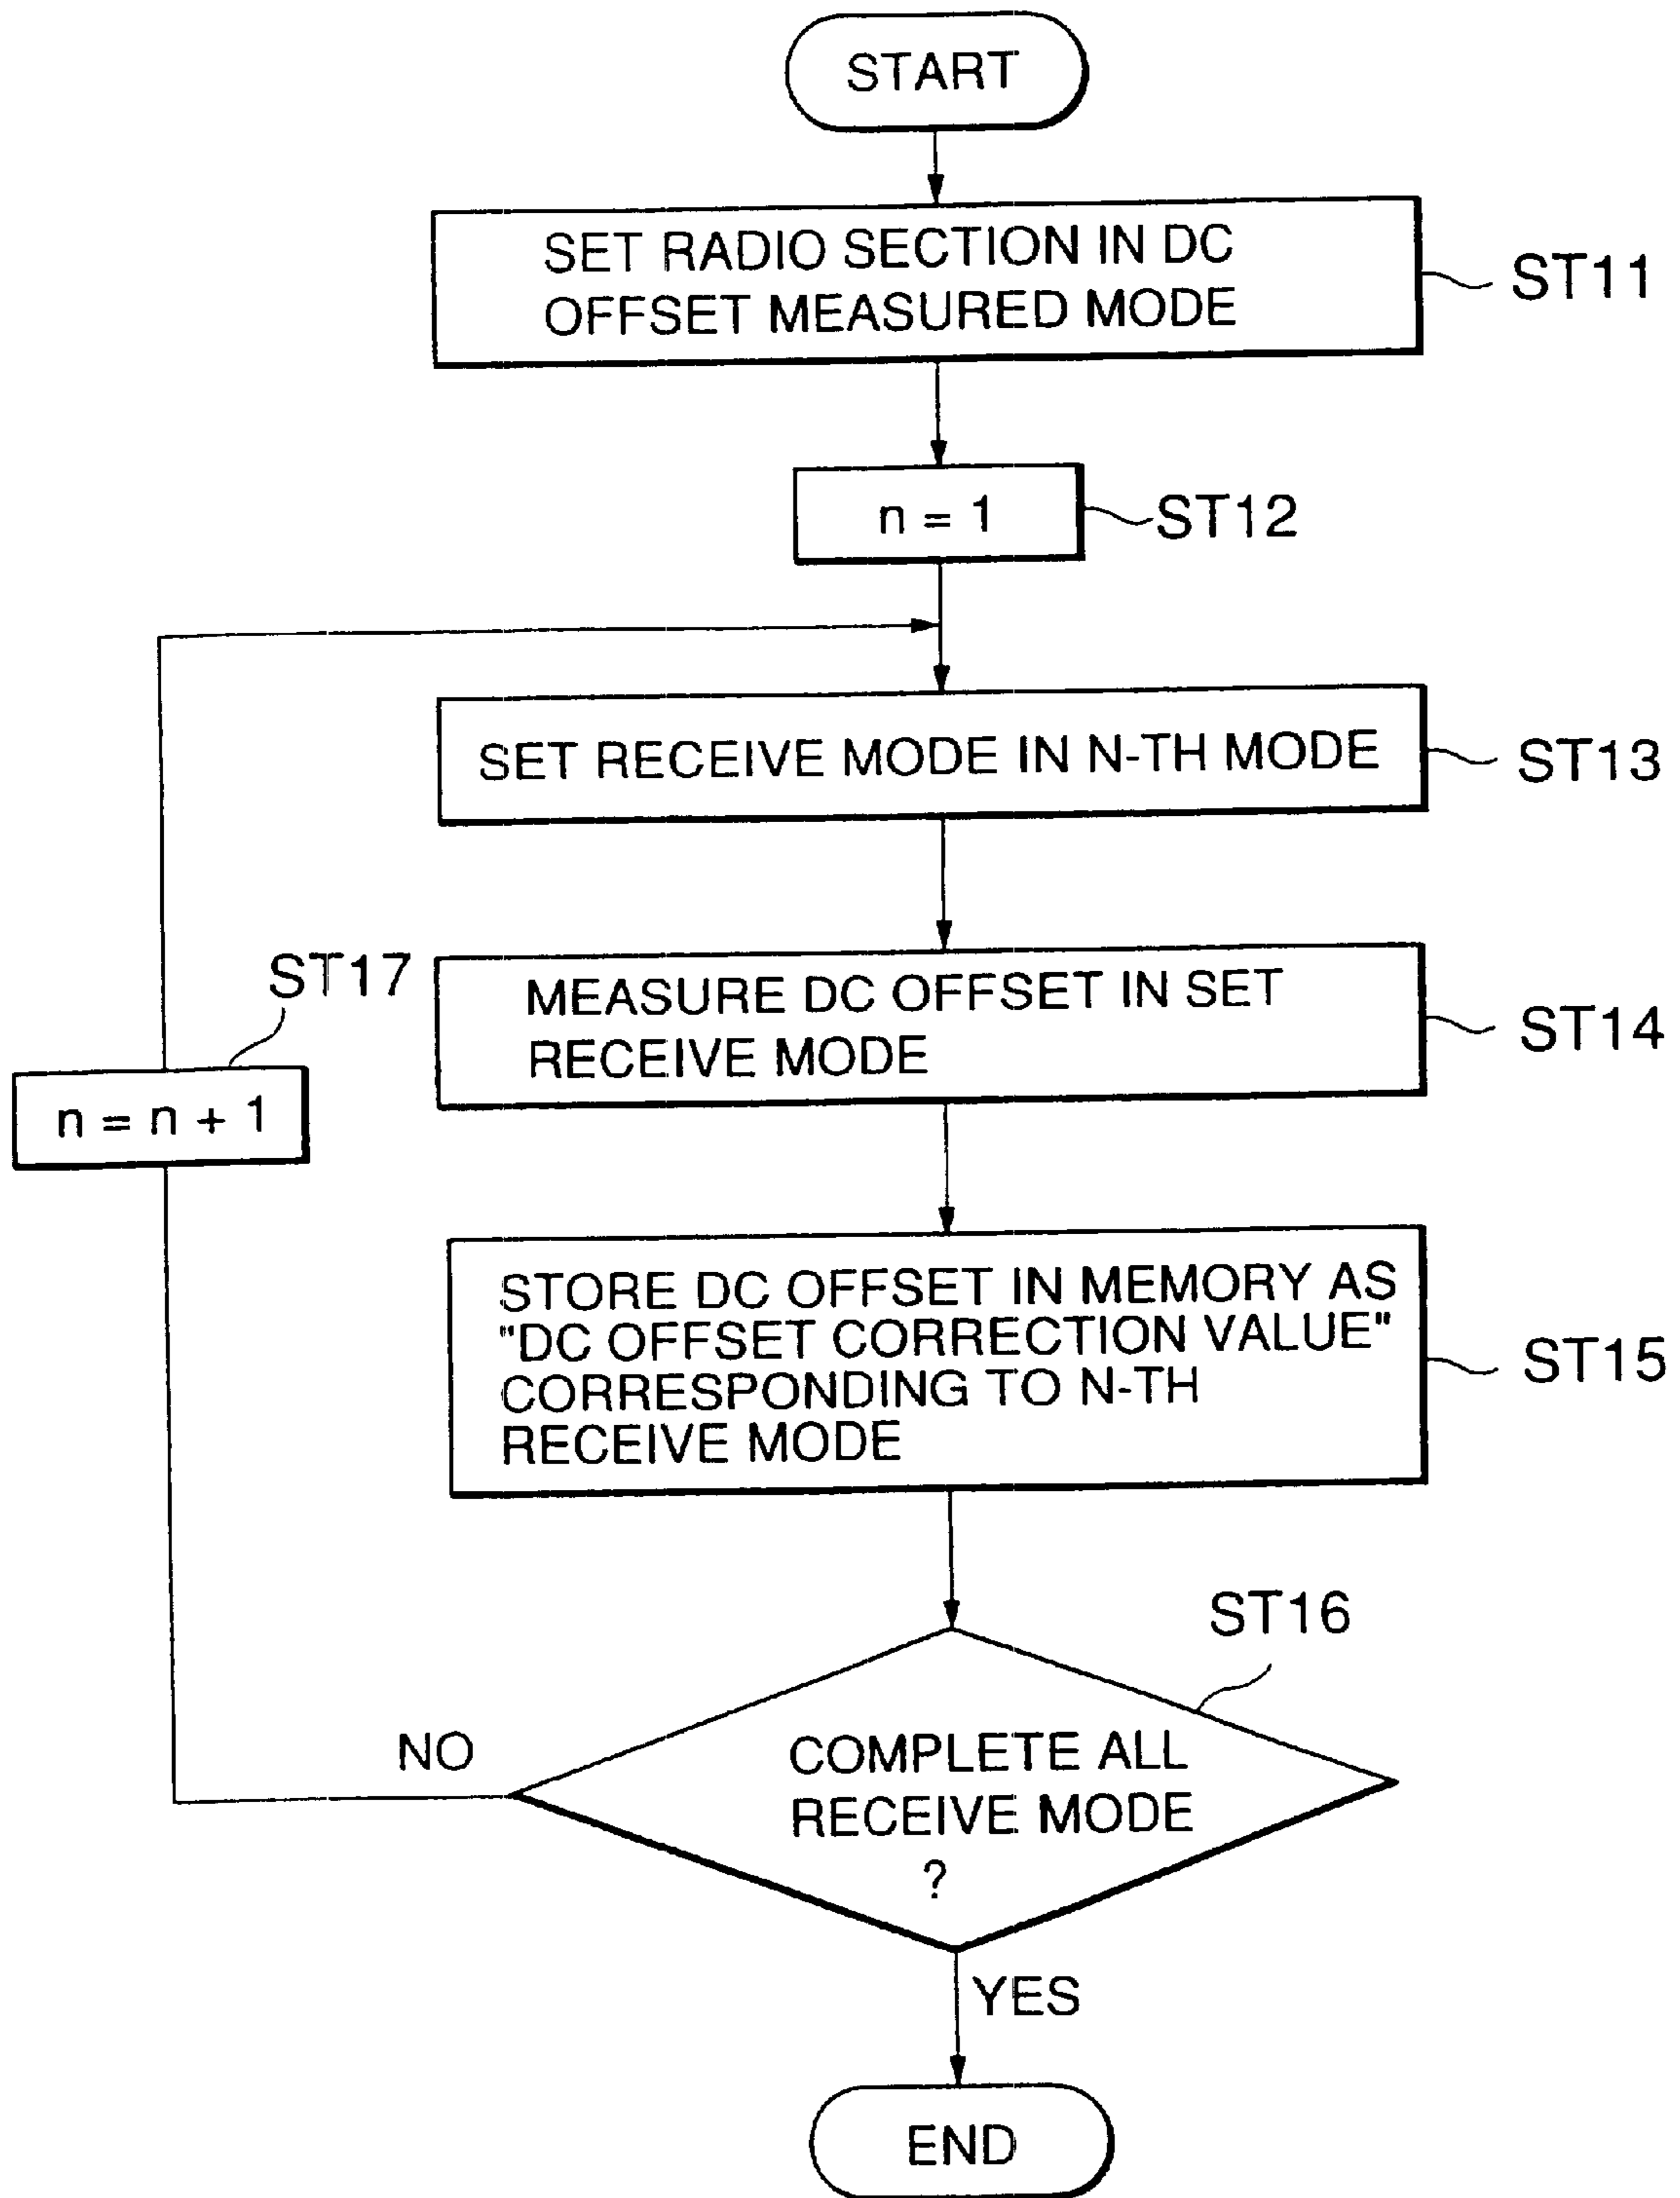 START
SET RADIO SECTION IN DC
OFFSET MEASURED MODE
ST11
n = 1
ST12
SET RECEIVE MODE IN N-TH MODE
ST13
ST17
n = n + 1
MEASURE DC OFFSET IN SET
RECEIVE MODE
ST14
STORE DC OFFSET IN MEMORY AS
"DC OFFSET CORRECTION VALUE"
CORRESPONDING TO N-TH
RECEIVE MODE
ST15
ST16
NO
COMPLETE ALL
RECEIVE MODE
?
YES
END